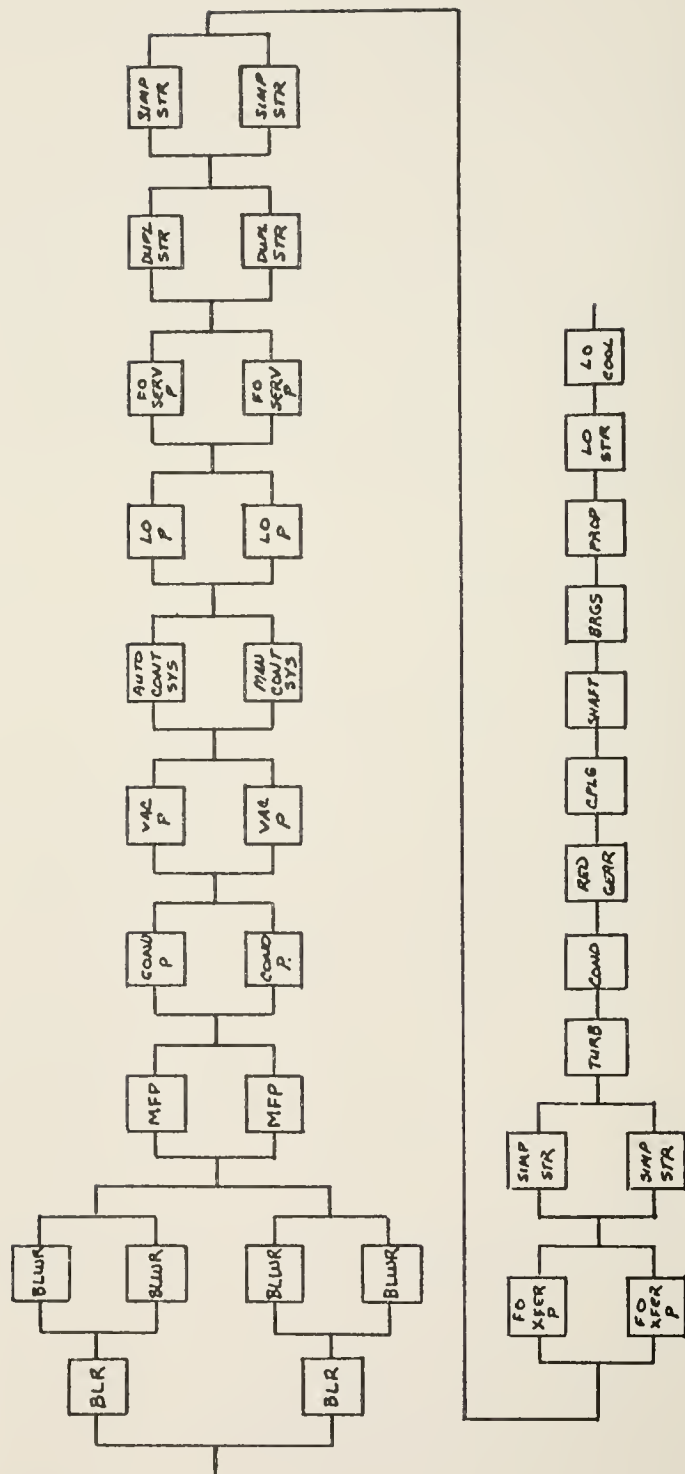 BLR
BLWR
BLWR
BLR
BLWR
BLWR
MFP
MFP
COND
P
COND
P.
VAC
P
VAC
P
AUTO
CONT
SYS
MAN
CONT
SYS
LO
P
LO
P
FO
SERV
P
FO
SERV
P
DUPL
STR
DUPL
STR
SIMP
STR
SIMP
STR
FO
XFER
P
FO
XFER
P
SIMP
STR
SIMP
STR
TURB
COND
RED
GEAR
CPLG
SHAFT
BRGS
PROP
LO
STR
LO
COOL